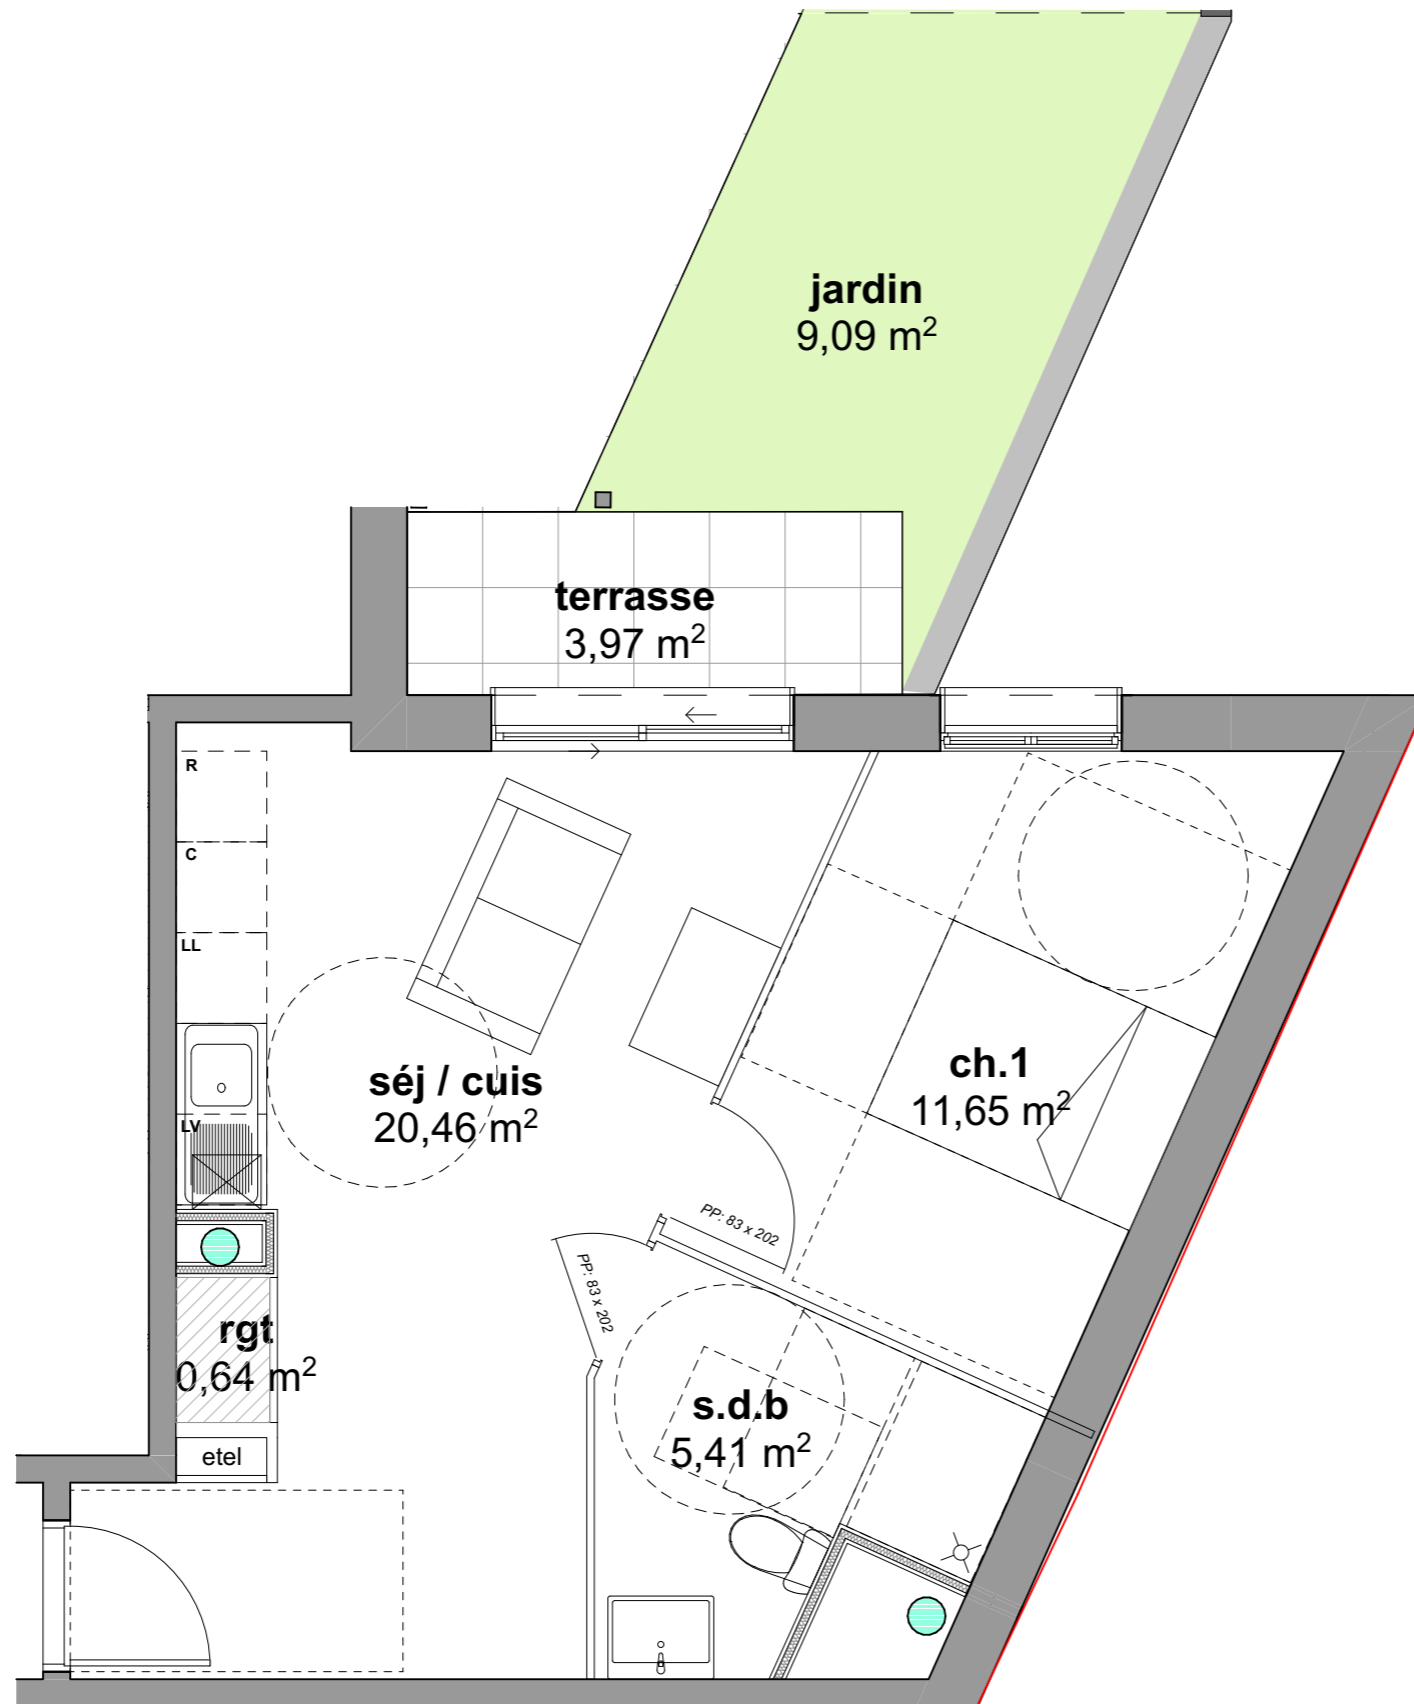 jardin
9,09 m²
terrasse
3,97 m²
R
C
LL
LV
séj / cuis
20,46 m²
ch.1
11,65 m²
PP: 83 x 202
PP: 83 x 202
rgt
0,64 m²
s.d.b
5,41 m²
etel